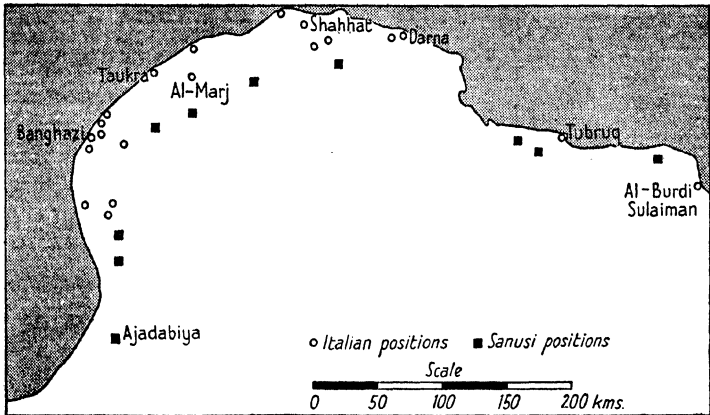 Shahhat
Darna
Taukra
Al-Marj
Banghazi
Tubruq
Al-Burdi
Sulaiman
Ajadabiya
Italian positions
Sanusi positions
Scale
0 50 100 150 200 kms.